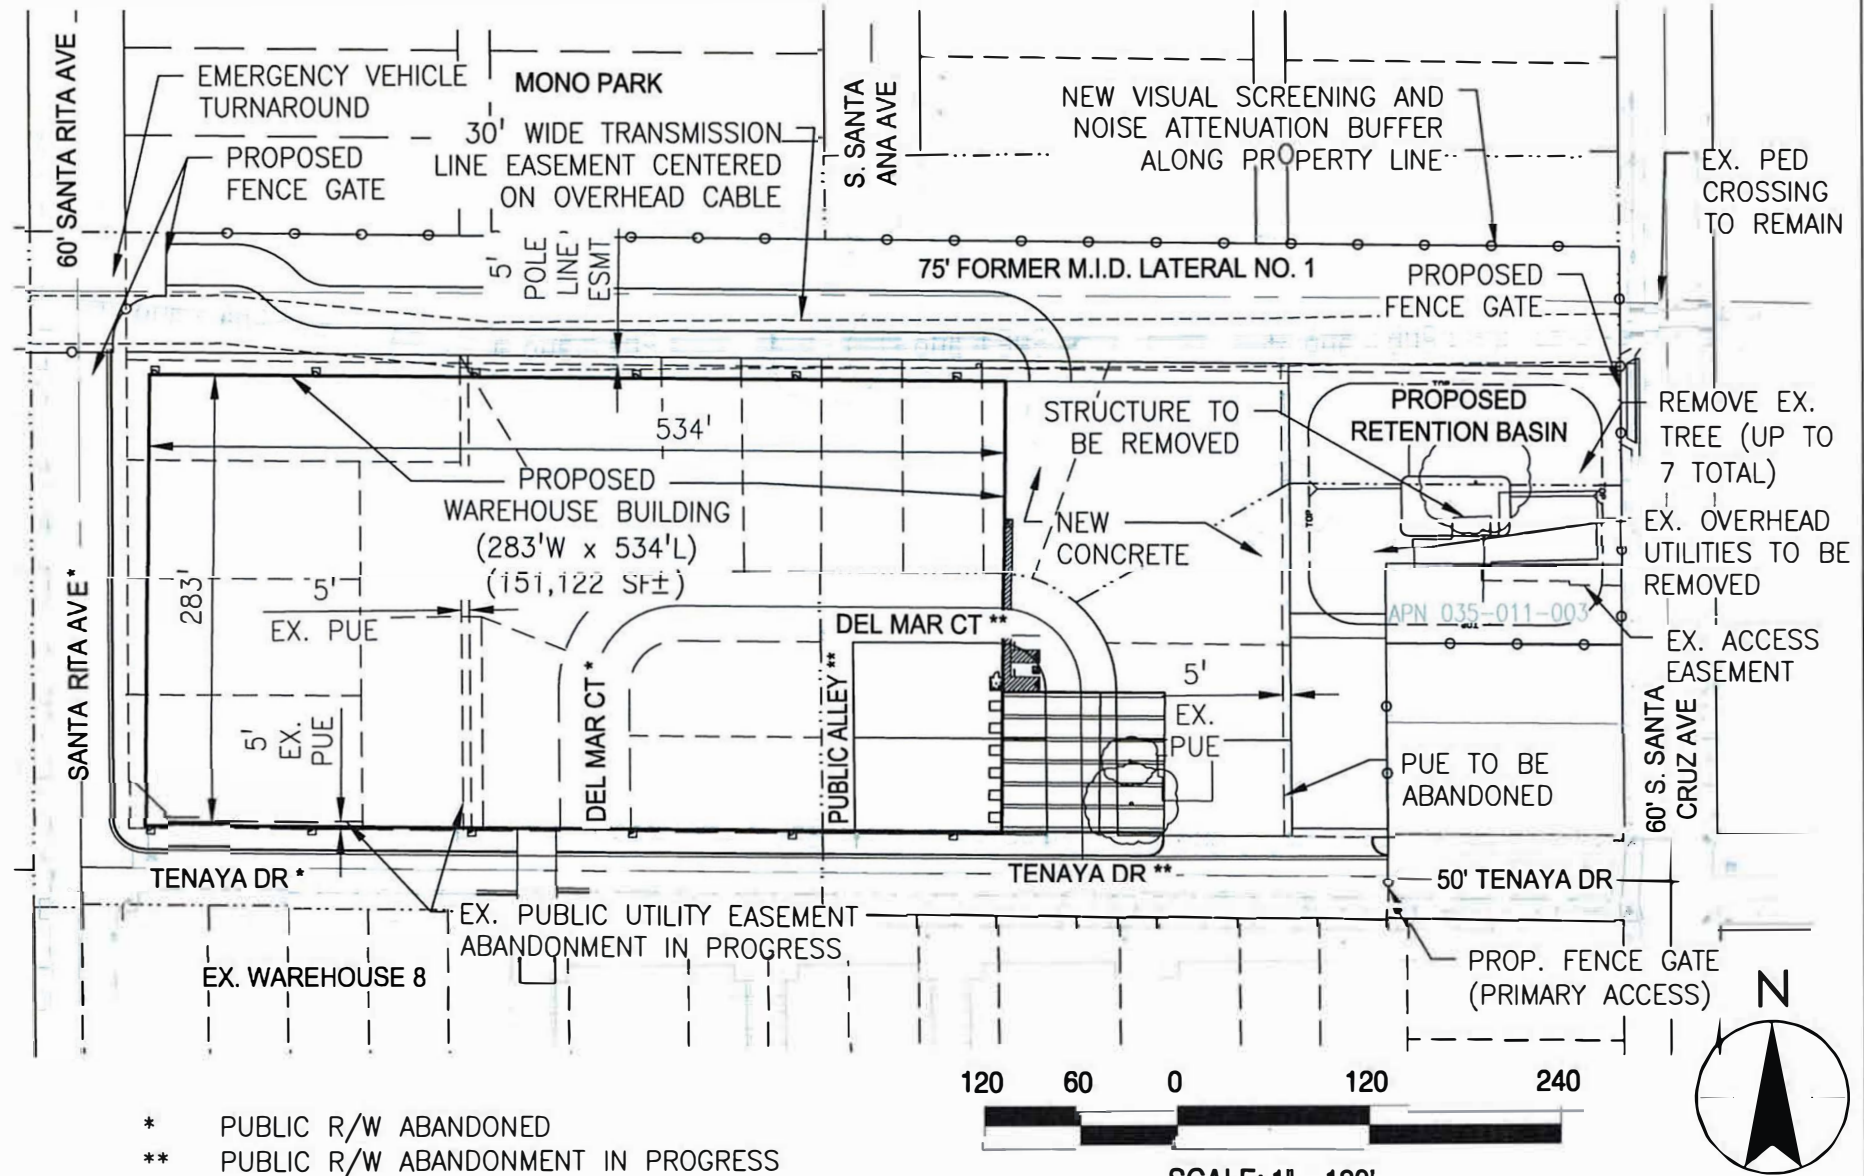 60' SANTA RITA AVE
EMERGENCY VEHICLE
TURNAROUND
PROPOSED
FENCE GATE
MONO PARK
30' WIDE TRANSMISSION
LINE EASEMENT CENTERED
ON OVERHEAD CABLE
S. SANTA
ANA AVE
NEW VISUAL SCREENING AND
NOISE ATTENUATION BUFFER
ALONG PROPERTY LINE
EX. PED
CROSSING
TO REMAIN
5'
POLE
LINE
ESMT
75' FORMER M.I.D. LATERAL NO. 1
PROPOSED
FENCE GATE
534'
STRUCTURE TO
BE REMOVED
TOP
PROPOSED
RETENTION BASIN
REMOVE EX.
TREE (UP TO
7 TOTAL)
PROPOSED
WAREHOUSE BUILDING
(283'W x 534'L)
(151,122 SF±)
NEW
CONCRETE
TOP
EX. OVERHEAD
UTILITIES TO BE
REMOVED
283'
5'
EX. PUE
DEL MAR CT **
APN 035-011-003
TOP
EX. ACCESS
EASEMENT
SANTA RITA AVE *
5'
EX.
PUE
DEL MAR CT *
PUBLIC ALLEY **
5'
EX.
PUE
PUE TO BE
ABANDONED
60' S. SANTA
CRUZ AVE
TENAYA DR *
TENAYA DR **
50' TENAYA DR
EX. PUBLIC UTILITY EASEMENT
ABANDONMENT IN PROGRESS
EX. WAREHOUSE 8
PROP. FENCE GATE
(PRIMARY ACCESS)
N
120 60 0 120 240
* PUBLIC R/W ABANDONED
** PUBLIC R/W ABANDONMENT IN PROGRESS
SCALE: 1" = 120'